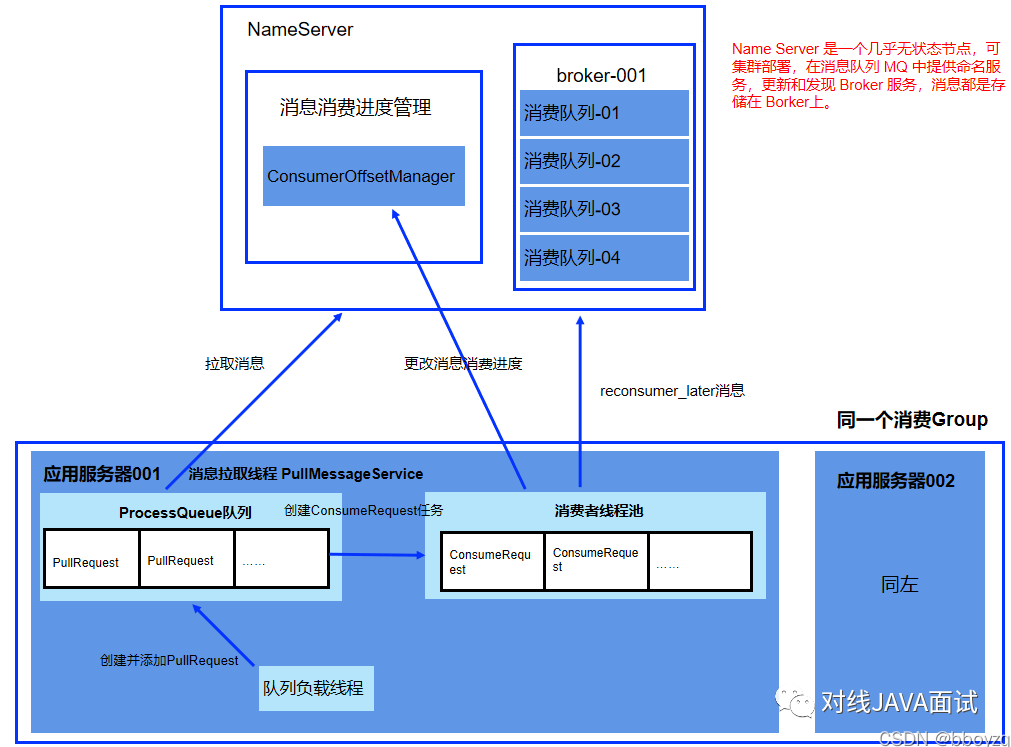 NameServer
Name Server 是一个几乎无状态节点，可
集群部署，在消息队列 MQ 中提供命名服
务，更新和发现 Broker 服务，消息都是存
储在 Borker上。
消息消费进度管理
ConsumerOffsetManager
broker-001
消费队列-01
消费队列-02
消费队列-03
消费队列-04
拉取消息
更改消息消费进度
reconsumer_later消息
同一个消费Group
应用服务器001
消息拉取线程 PullMessageService
ProcessQueue队列
PullRequest
PullRequest
……
创建ConsumeRequest任务
消费者线程池
ConsumeRequ
est
ConsumeReque
st
……
创建并添加PullRequest
队列负载线程
应用服务器002
同左
对线JAVA面试
CSDN @bboyzq